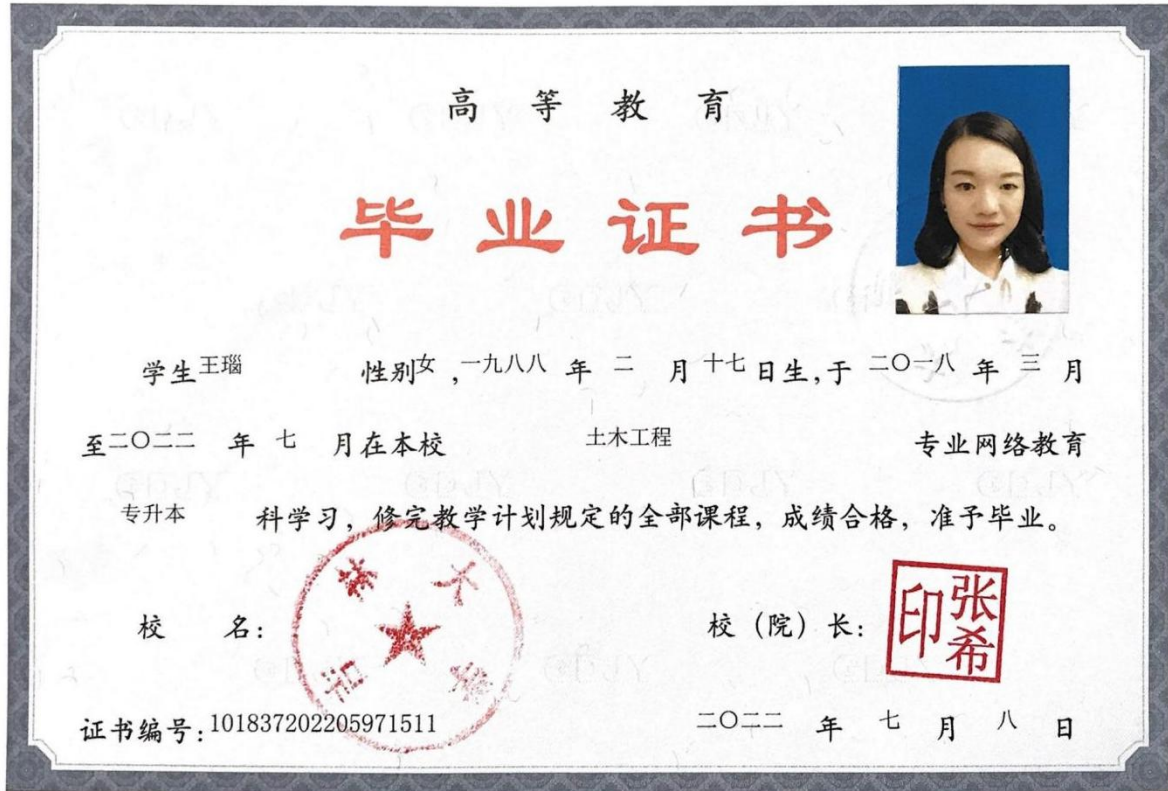 高等教育
毕业证书
学生王瑙 性别女,一九八八年二月十七日生,于二〇一八年三月
至二〇二二年七月在本校 土木工程 专业网络教育
专升本科学习，修完教学计划规定的全部课程，成绩合格，准予毕业。
校名： 校（院）长：
吉林大学
张希印
证书编号:101837202205971511 二〇二二年七月八日